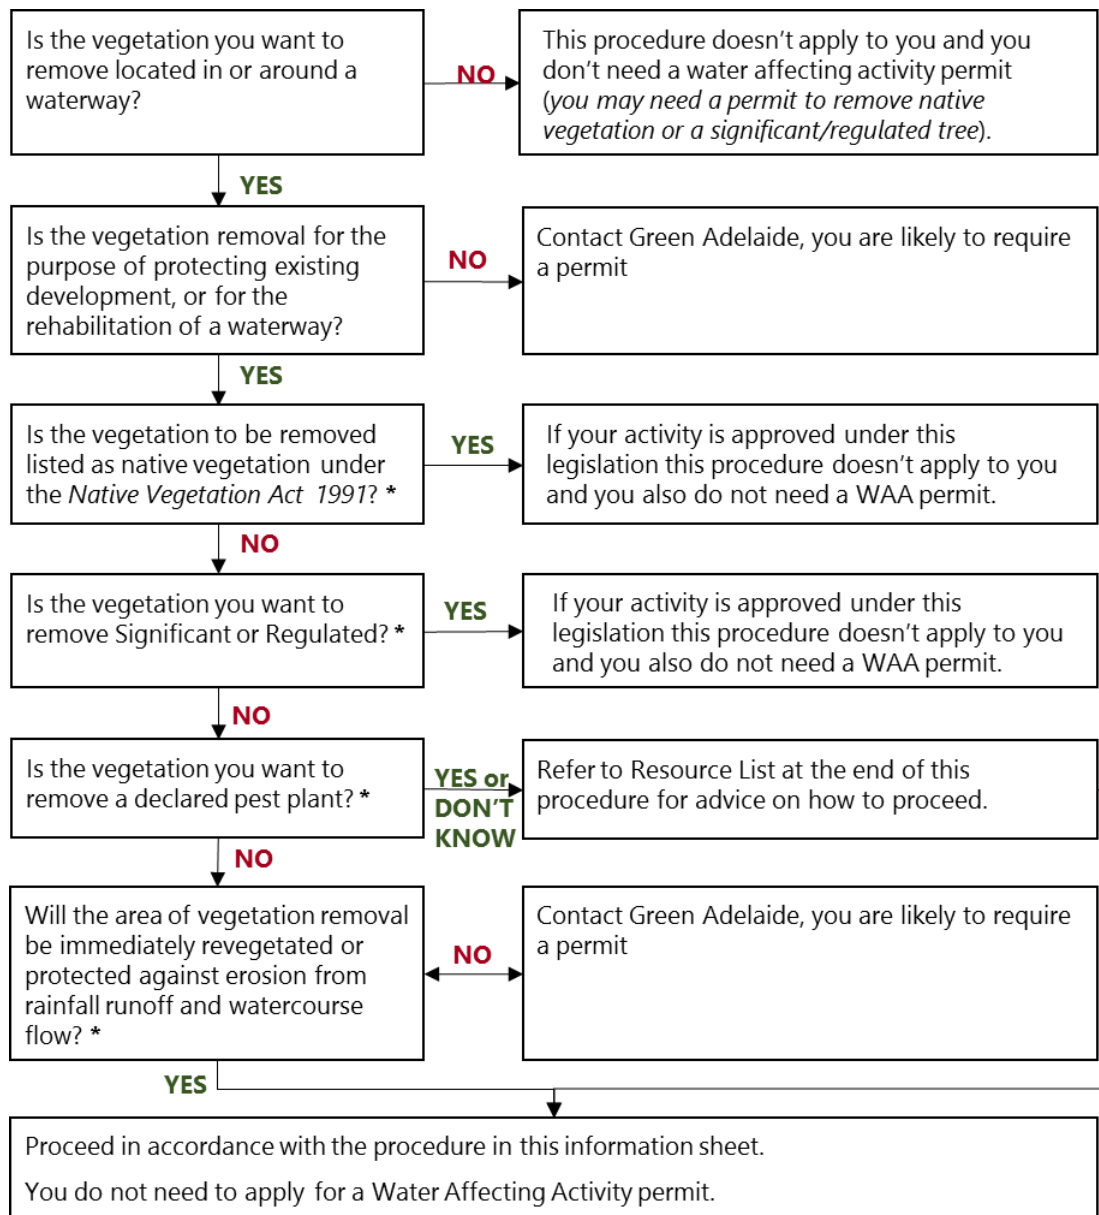 Is the vegetation you want to
remove located in or around a
waterway?
NO
This procedure doesn't apply to you and you
don't need a water affecting activity permit
(you may need a permit to remove native
vegetation or a significant/regulated tree).
YES
Is the vegetation removal for the
purpose of protecting existing
development, or for the
rehabilitation of a waterway?
NO
Contact Green Adelaide, you are likely to require
a permit
YES
Is the vegetation to be removed
listed as native vegetation under
the Native Vegetation Act 1991? *
YES
If your activity is approved under this
legislation this procedure doesn't apply to you
and you also do not need a WAA permit.
NO
Is the vegetation you want to
remove Significant or Regulated? *
YES
If your activity is approved under this
legislation this procedure doesn't apply to you
and you also do not need a WAA permit.
NO
Is the vegetation you want to
remove a declared pest plant? *
YES or
DON'T
KNOW
Refer to Resource List at the end of this
procedure for advice on how to proceed.
NO
Will the area of vegetation removal
be immediately revegetated or
protected against erosion from
rainfall runoff and watercourse
flow? *
NO
Contact Green Adelaide, you are likely to require
a permit
YES
Proceed in accordance with the procedure in this information sheet.
You do not need to apply for a Water Affecting Activity permit.